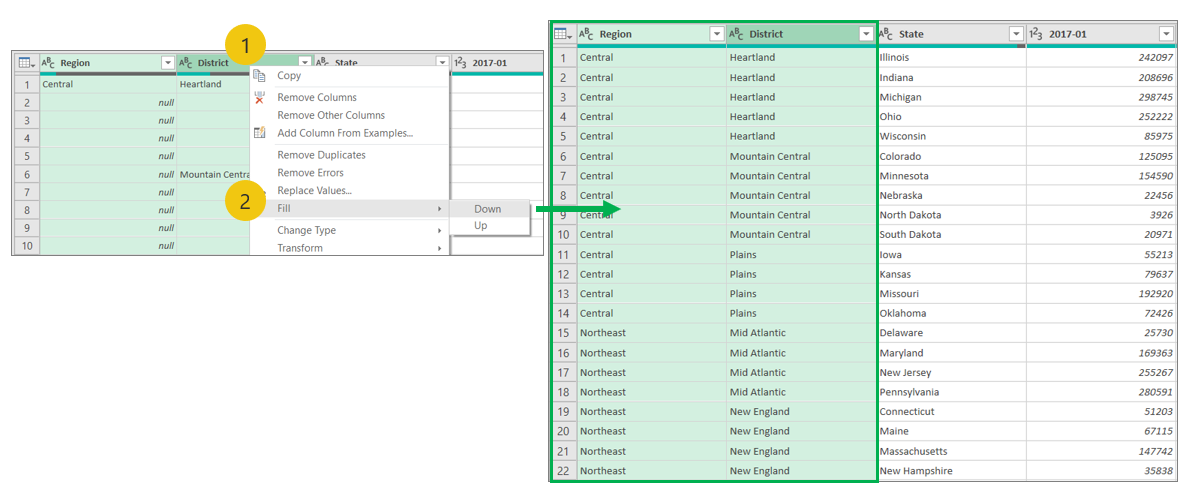 1
ABC Region ABC District ABC State 123 2017-01
1 Central Heartland
2 null
3 null
4 null
5 null
6 null Mountain Centra
7 null
8 null
9 null
10 null
Copy
Remove Columns
Remove Other Columns
Add Column From Examples...
Remove Duplicates
Remove Errors
Replace Values...
2
Fill
Change Type
Transform
Down
Up
ABC Region ABC District ABC State 123 2017-01
1 Central Heartland Illinois 242097
2 Central Heartland Indiana 208696
3 Central Heartland Michigan 298745
4 Central Heartland Ohio 252222
5 Central Heartland Wisconsin 85975
6 Central Mountain Central Colorado 125095
7 Central Mountain Central Minnesota 154590
8 Central Mountain Central Nebraska 22456
9 Central Mountain Central North Dakota 3926
10 Central Mountain Central South Dakota 20971
11 Central Plains Iowa 55213
12 Central Plains Kansas 79637
13 Central Plains Missouri 192920
14 Central Plains Oklahoma 72426
15 Northeast Mid Atlantic Delaware 25730
16 Northeast Mid Atlantic Maryland 169363
17 Northeast Mid Atlantic New Jersey 255267
18 Northeast Mid Atlantic Pennsylvania 280591
19 Northeast New England Connecticut 51203
20 Northeast New England Maine 67115
21 Northeast New England Massachusetts 147742
22 Northeast New England New Hampshire 35838